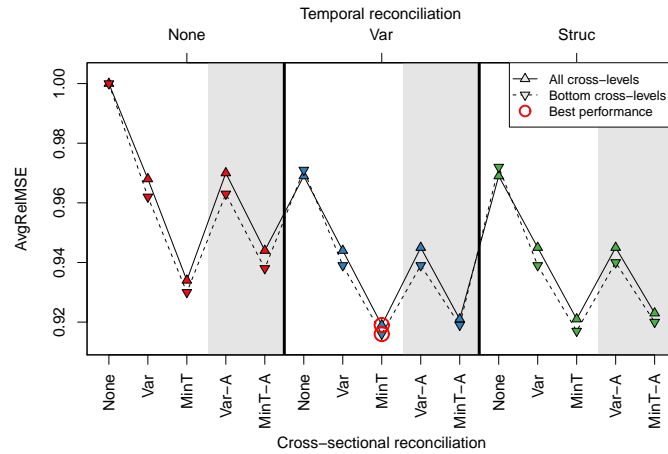 Temporal reconciliation
None
Var
Struc
All cross−levels
Bottom cross−levels
Best performance
AvgRelMSE
1.00
0.98
0.96
0.94
0.92
None
Var
MinT
Var−A
MinT−A
None
Var
MinT
Var−A
MinT−A
None
Var
MinT
Var−A
MinT−A
Cross−sectional reconciliation